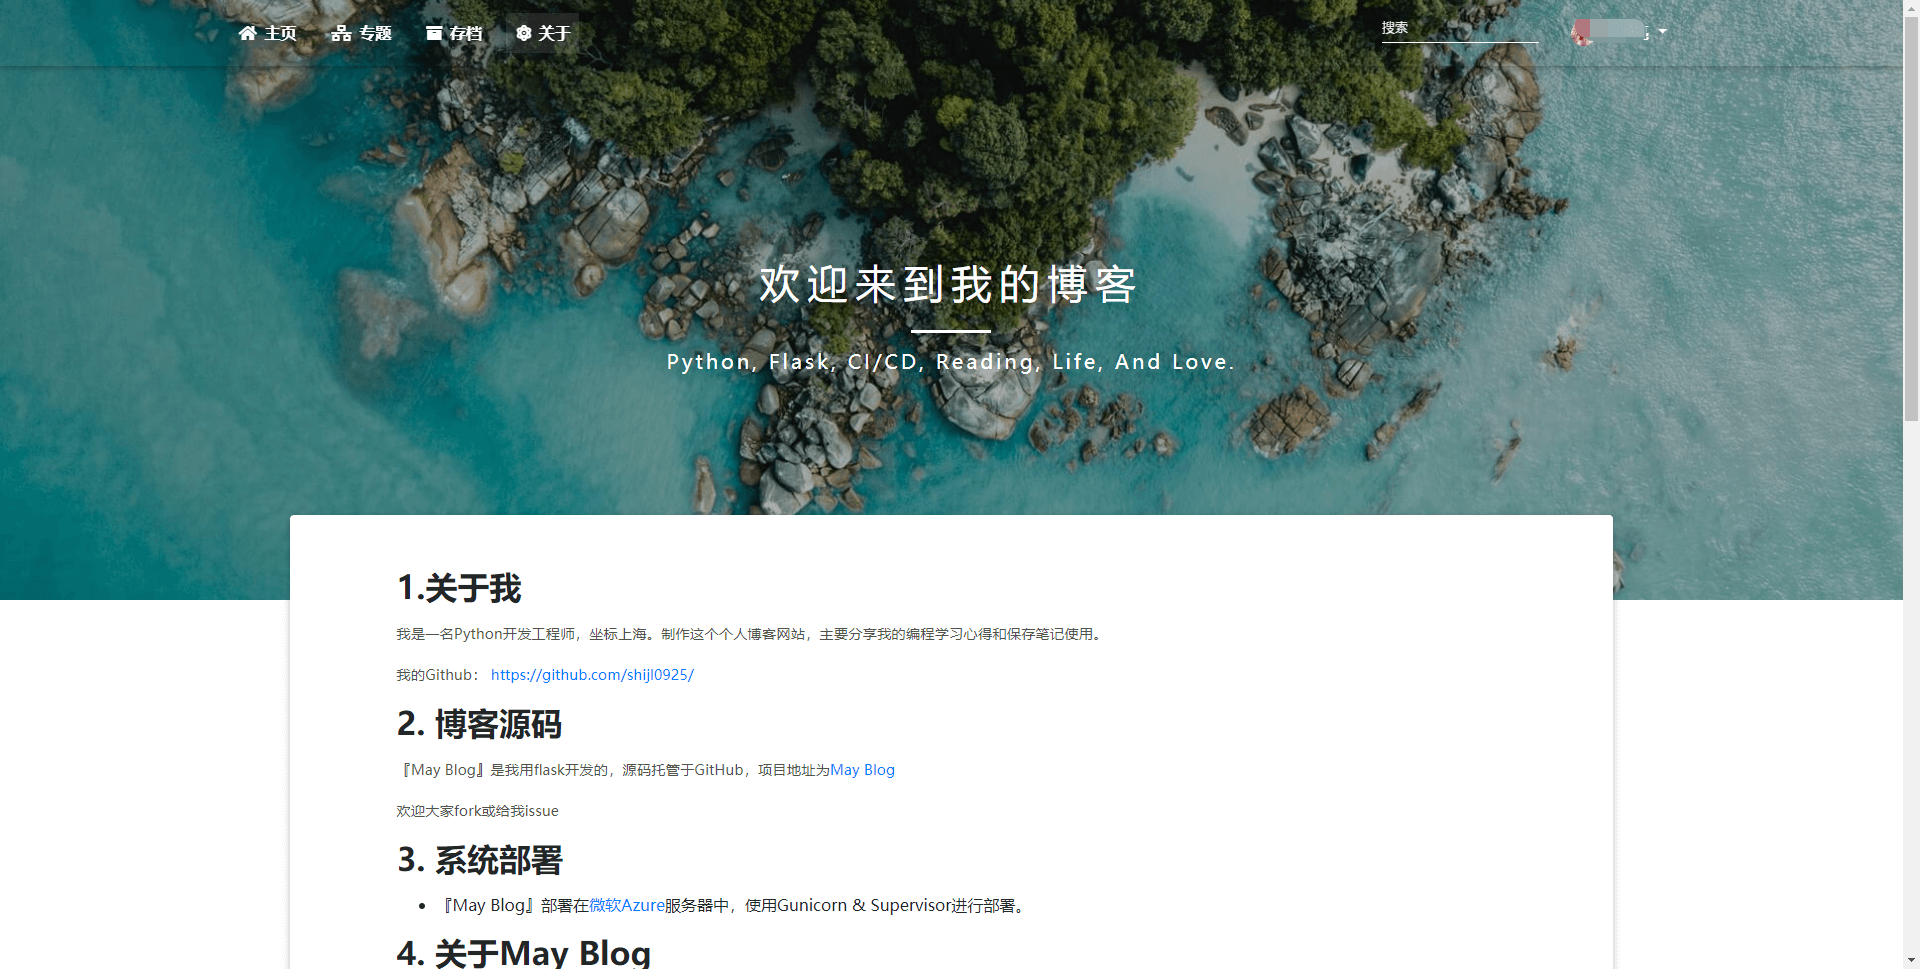 主页 专题 存档 关于 搜索
欢迎来到我的博客
Python, Flask, CI/CD, Reading, Life, And Love.
1.关于我
我是一名Python开发工程师，坐标上海。制作这个个人博客网站，主要分享我的编程学习心得和保存笔记使用。
我的Github： https://github.com/shijl0925/
2. 博客源码
『May Blog』是我用flask开发的，源码托管于GitHub，项目地址为May Blog
欢迎大家fork或给我issue
3. 系统部署
『May Blog』部署在微软Azure服务器中，使用Gunicorn & Supervisor进行部署。
4. 关于May Blog